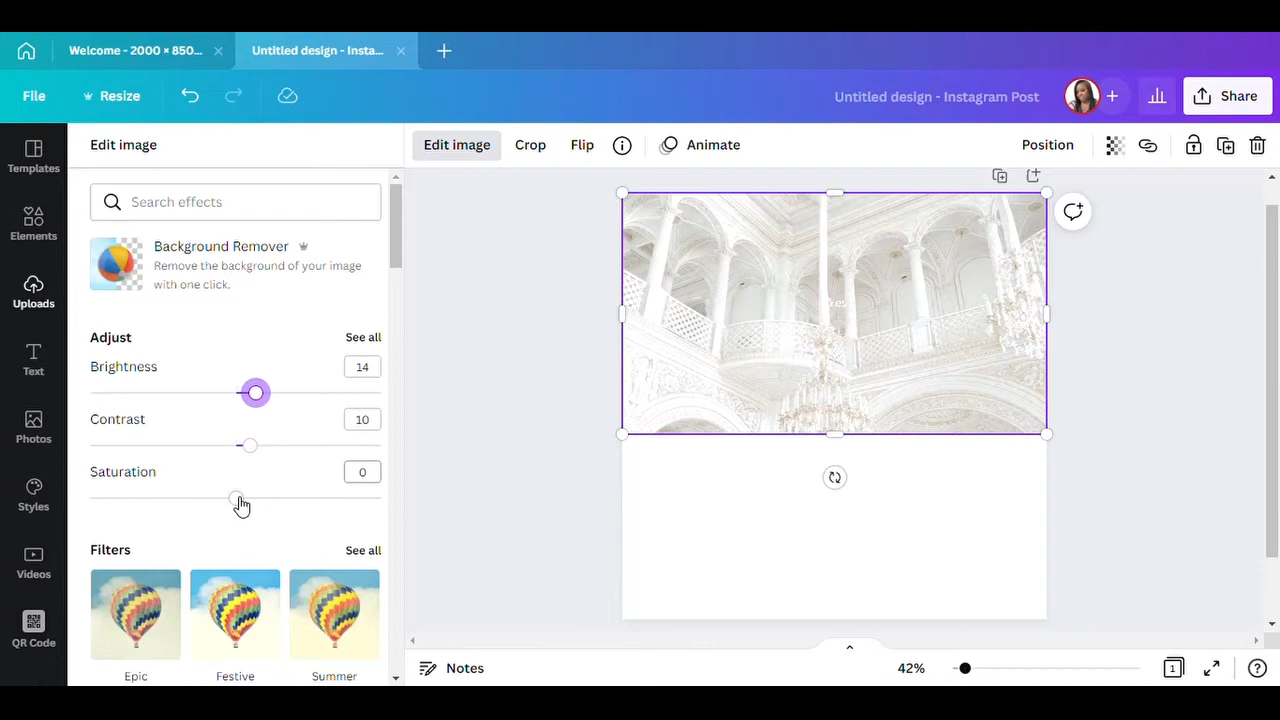 Welcome - 2000 × 850...
Untitled design - Insta...
File
Resize
Untitled design - Instagram Post
Share
Templates
Elements
Uploads
Text
Photos
Styles
Videos
QR Code
Edit image
Search effects
Background Remover
Remove the background of your image
with one click.
Adjust
See all
Brightness
14
Contrast
10
Saturation
0
Filters
See all
Epic
Festive
Summer
Edit image
Crop
Flip
Animate
Position
Notes
42%
1